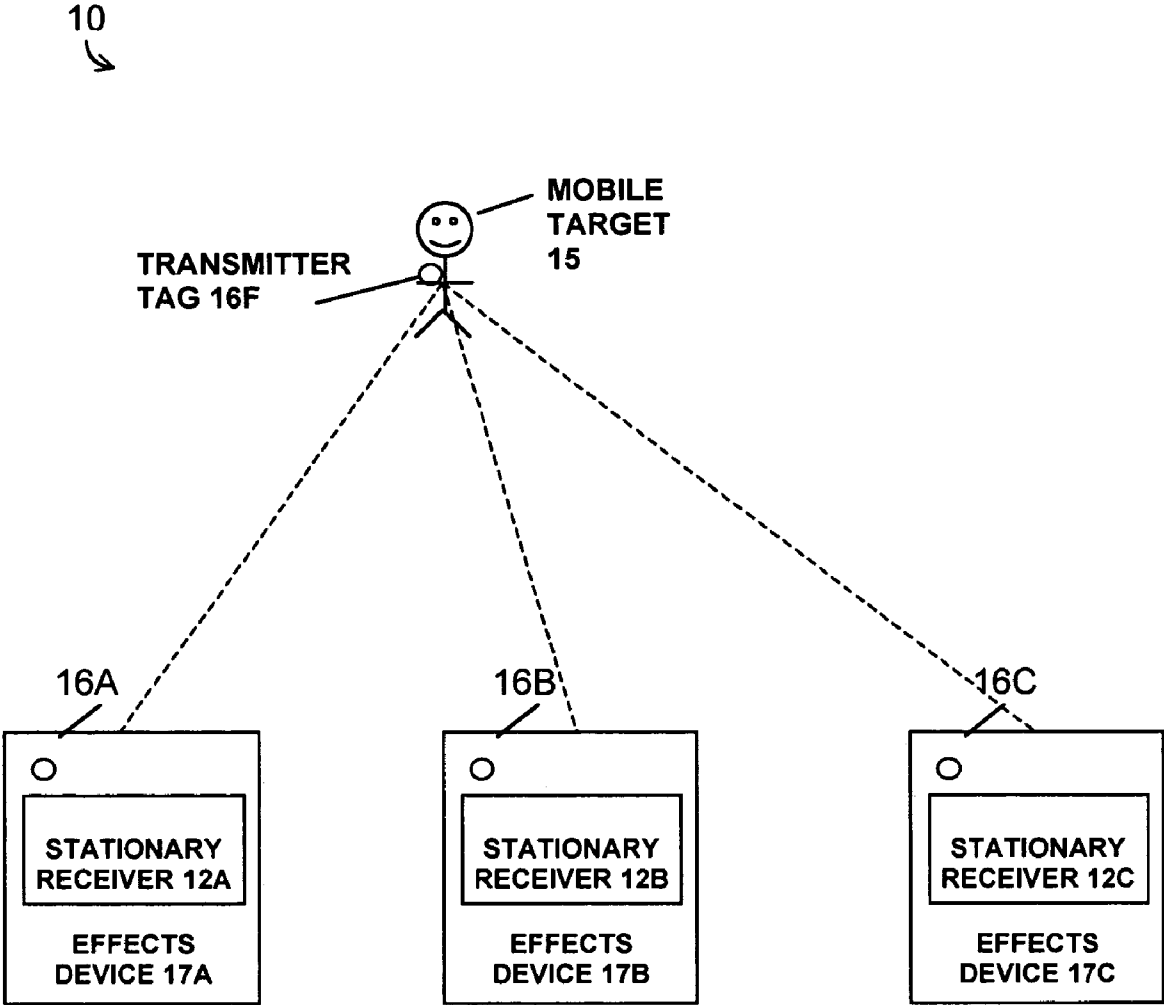 10
MOBILE
TARGET
15
TRANSMITTER
TAG 16F
16A
16B
16C
STATIONARY
RECEIVER 12A
EFFECTS
DEVICE 17A
STATIONARY
RECEIVER 12B
EFFECTS
DEVICE 17B
STATIONARY
RECEIVER 12C
EFFECTS
DEVICE 17C